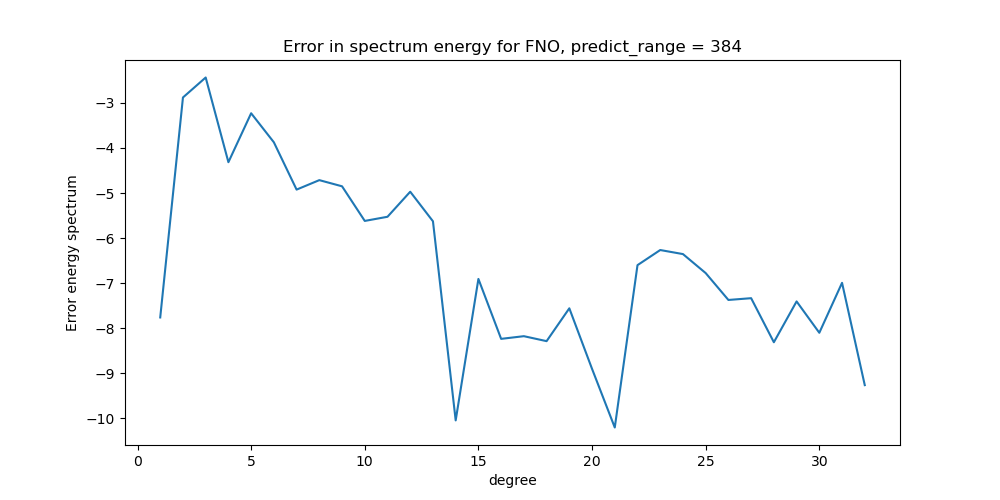 Error in spectrum energy for FNO, predict_range = 384
Error energy spectrum
−3
−4
−5
−6
−7
−8
−9
−10
0 5 10 15 20 25 30
degree